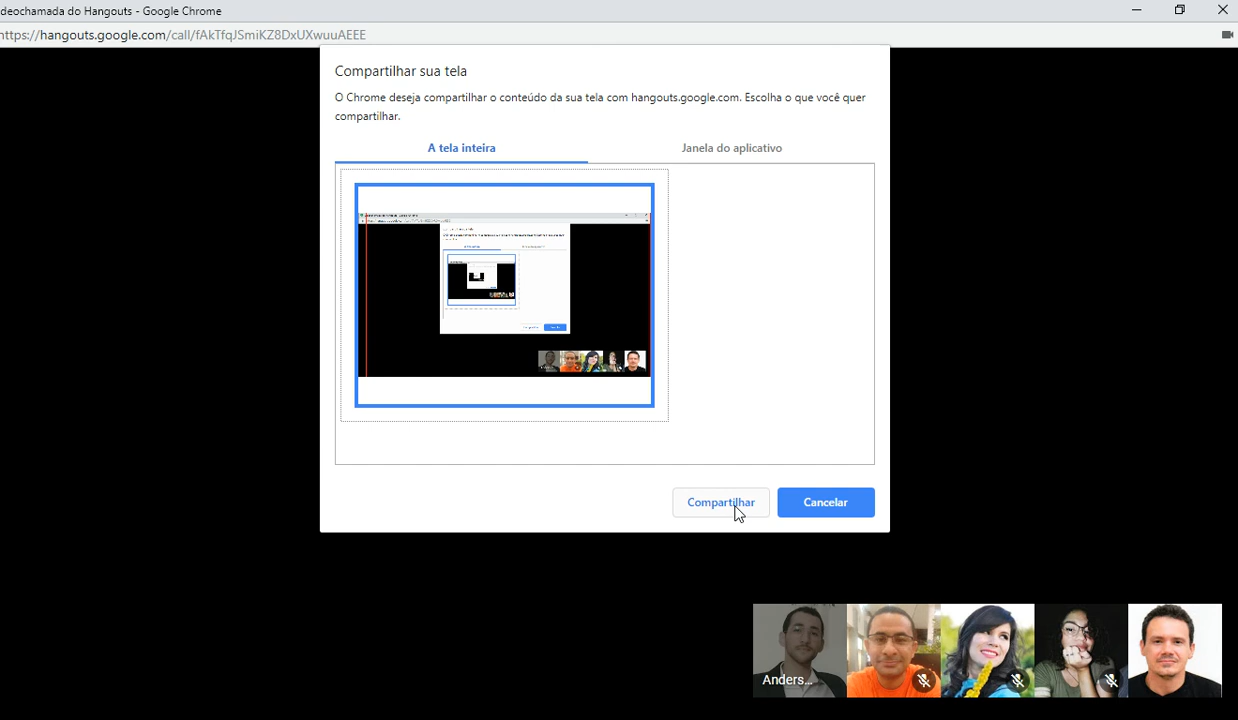 deochamada do Hangouts - Google Chrome
https://hangouts.google.com/call/fAkTfqJSmiKZ8DxUXwuuAEEE
Compartilhar sua tela
O Chrome deseja compartilhar o conteúdo da sua tela com hangouts.google.com. Escolha o que você quer
compartilhar.
A tela inteira
Janela do aplicativo
Compartilhar
Cancelar
Anders...